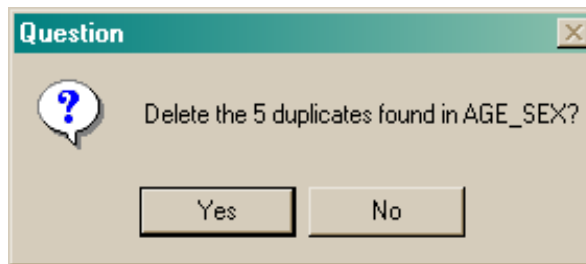 Question
Delete the 5 duplicates found in AGE_SEX?
Yes
No